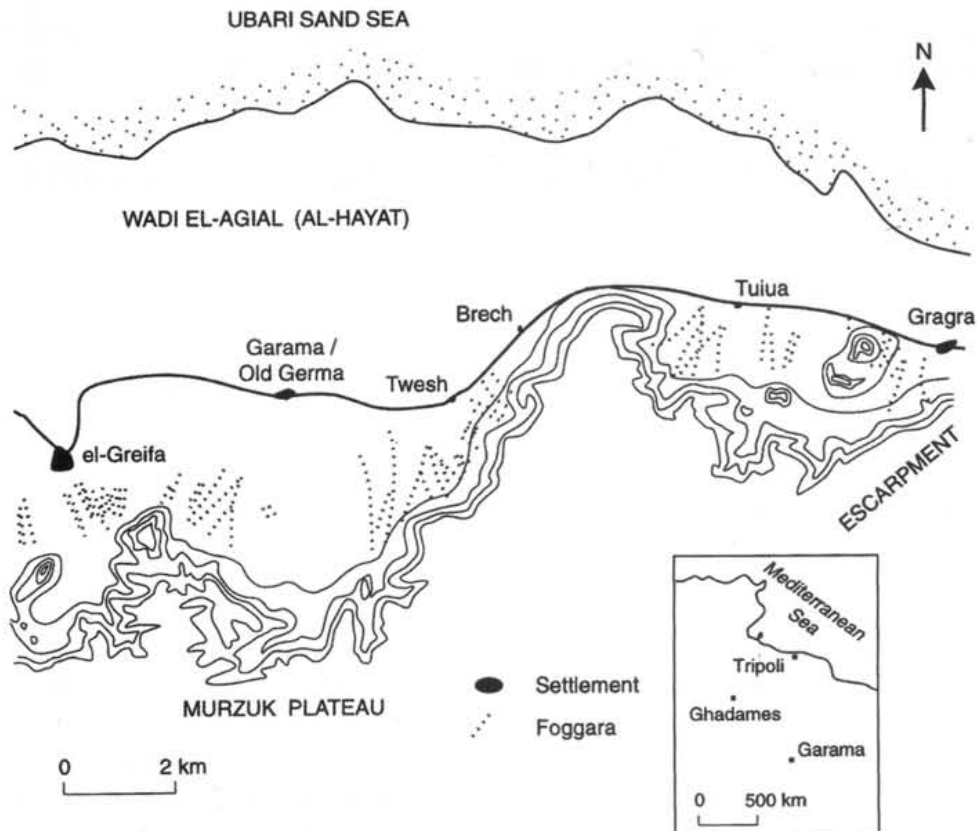 UBARI SAND SEA
N
WADI EL-AGIAL (AL-HAYAT)
Tuiua
Brech
Gragra
Garama /
Old Germa
Twesh
el-Greifa
ESCARPMENT
MURZUK PLATEAU
Settlement
Foggara
0 2 km
Mediterranean
Sea
Tripoli
Ghadames
Garama
0 500 km